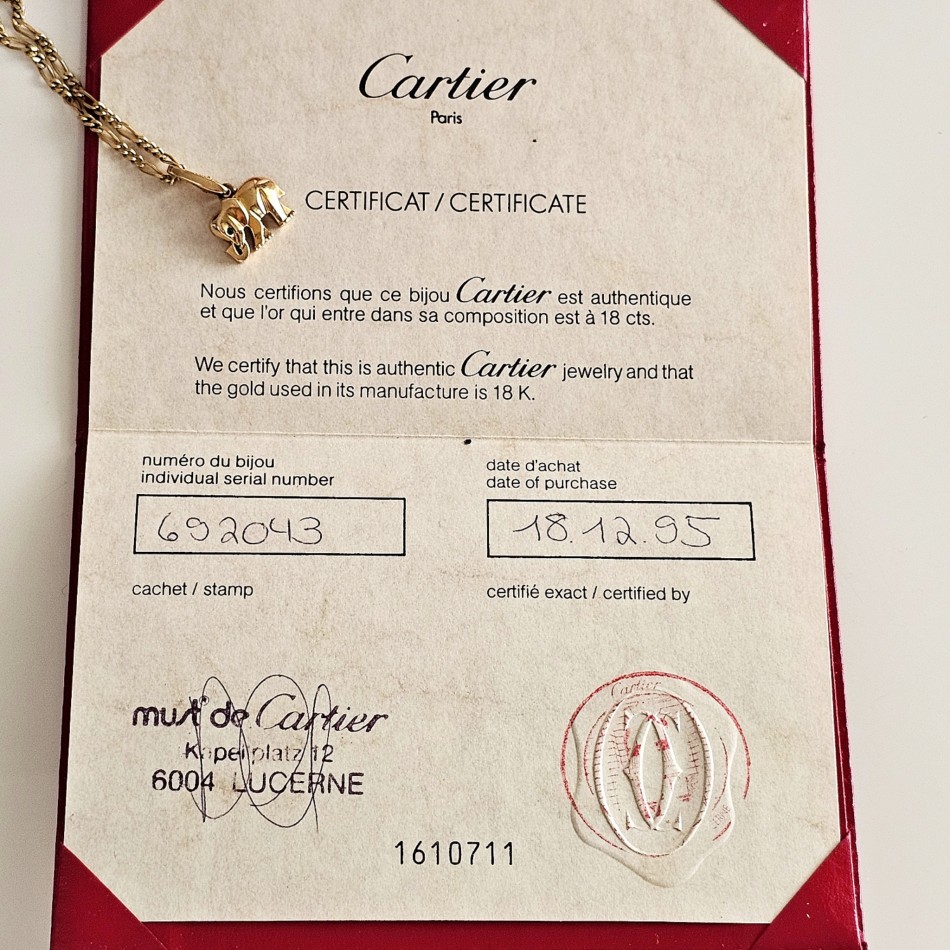 Cartier
Paris
CERTIFICAT / CERTIFICATE
Nous certifions que ce bijou Cartier est authentique
et que l'or qui entre dans sa composition est à 18 cts.
We certify that this is authentic Cartier jewelry and that
the gold used in its manufacture is 18 K.
numéro du bijou
individual serial number
date d'achat
date of purchase
692043
18.12.95
cachet / stamp
certifié exact / certified by
Cartier
must de Cartier
Kapellplatz 12
6004 LUCERNE
1610711